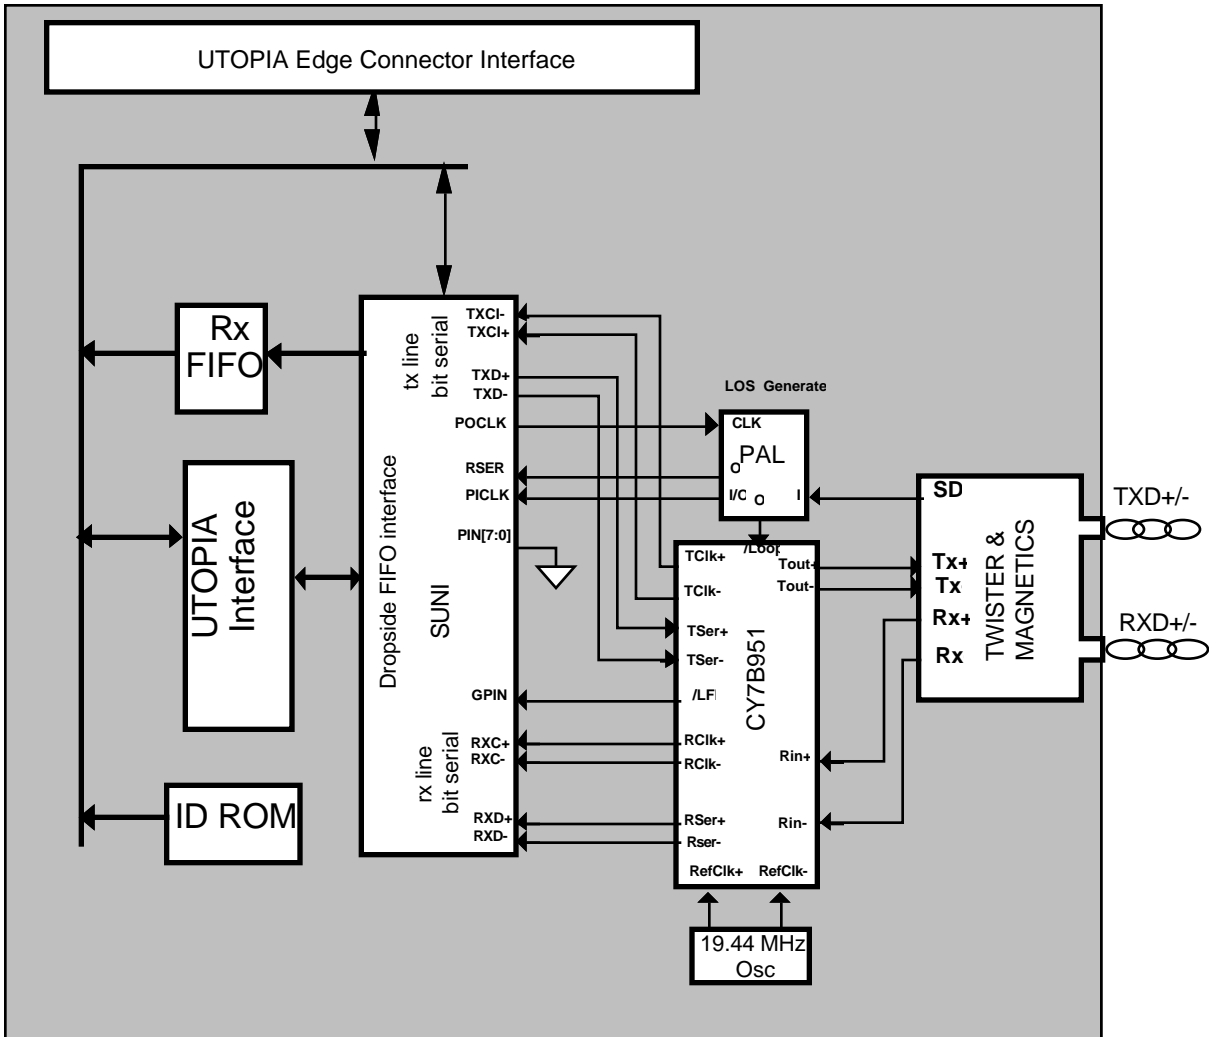 UTOPIA Edge Connector Interface
Rx
FIFO
UTOPIA
Interface
ID ROM
tx line
bit serial
Dropside FIFO interface
SUNI
rx line
bit serial
TXCI-
TXCI+
TXD+
TXD-
POCLK
RSER
PICLK
PIN[7:0]
GPIN
RXC+
RXC-
RXD+
RXD-
LOS Generate
CLK
PAL
O
I/O
O
I
/Loop
TClk+
TClk-
TSer+
TSer-
/LFI
RClk+
RClk-
RSer+
Rser-
RefClk+
RefClk-
CY7B951
Tout+
Tout-
Rin+
Rin-
19.44 MHz
Osc
SD
Tx+
Tx
Rx+
Rx
TWISTER &
MAGNETICS
TXD+/-
RXD+/-